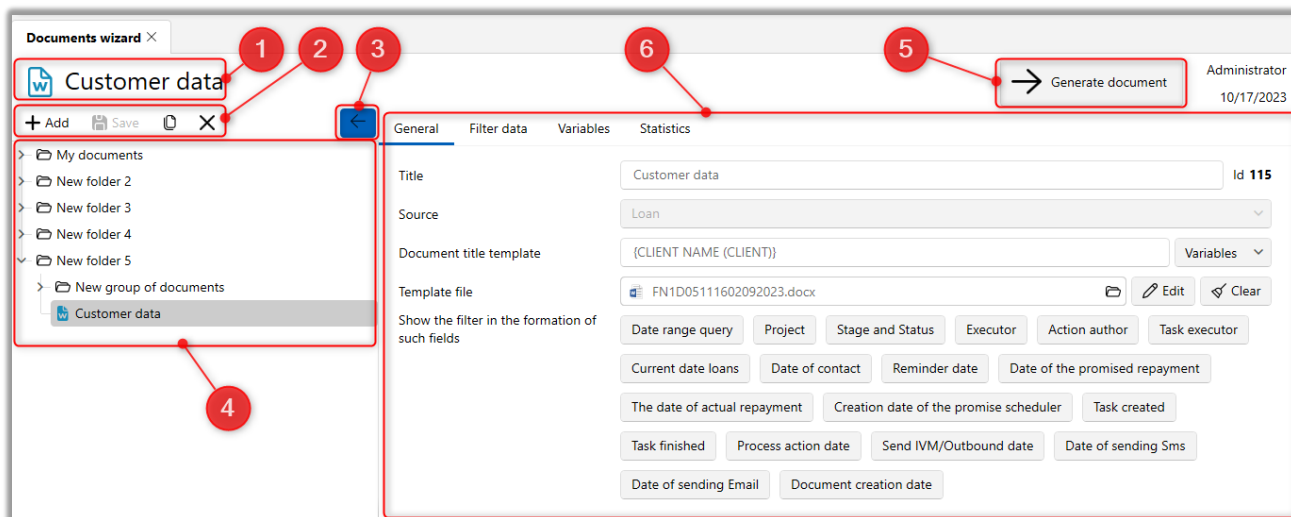 Documents wizard
1
2
3
6
5
Customer data
Generate document
Administrator
10/17/2023
Add Save
General Filter data Variables Statistics
My documents
New folder 2
New folder 3
New folder 4
New folder 5
New group of documents
Customer data
4
Title Customer data Id 115
Source Loan
Document title template {CLIENT NAME (CLIENT)} Variables
Template file FN1D05111602092023.docx Edit Clear
Show the filter in the formation of
such fields
Date range query Project Stage and Status Executor Action author Task executor
Current date loans Date of contact Reminder date Date of the promised repayment
The date of actual repayment Creation date of the promise scheduler Task created
Task finished Process action date Send IVM/Outbound date Date of sending Sms
Date of sending Email Document creation date